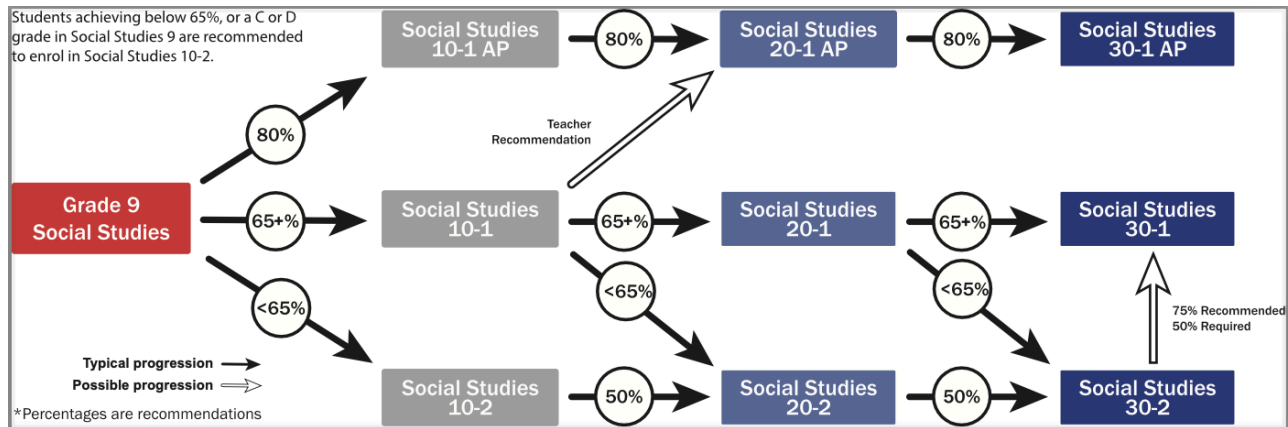 Students achieving below 65%, or a C or D
grade in Social Studies 9 are recommended
to enrol in Social Studies 10-2.
Social Studies
10-1 AP
80%
Social Studies
20-1 AP
80%
Social Studies
30-1 AP
80%
Teacher
Recommendation
Grade 9
Social Studies
65+%
Social Studies
10-1
65+%
Social Studies
20-1
65+%
Social Studies
30-1
<65%
<65%
<65%
75% Recommended
50% Required
Typical progression
Possible progression
*Percentages are recommendations
Social Studies
10-2
50%
Social Studies
20-2
50%
Social Studies
30-2